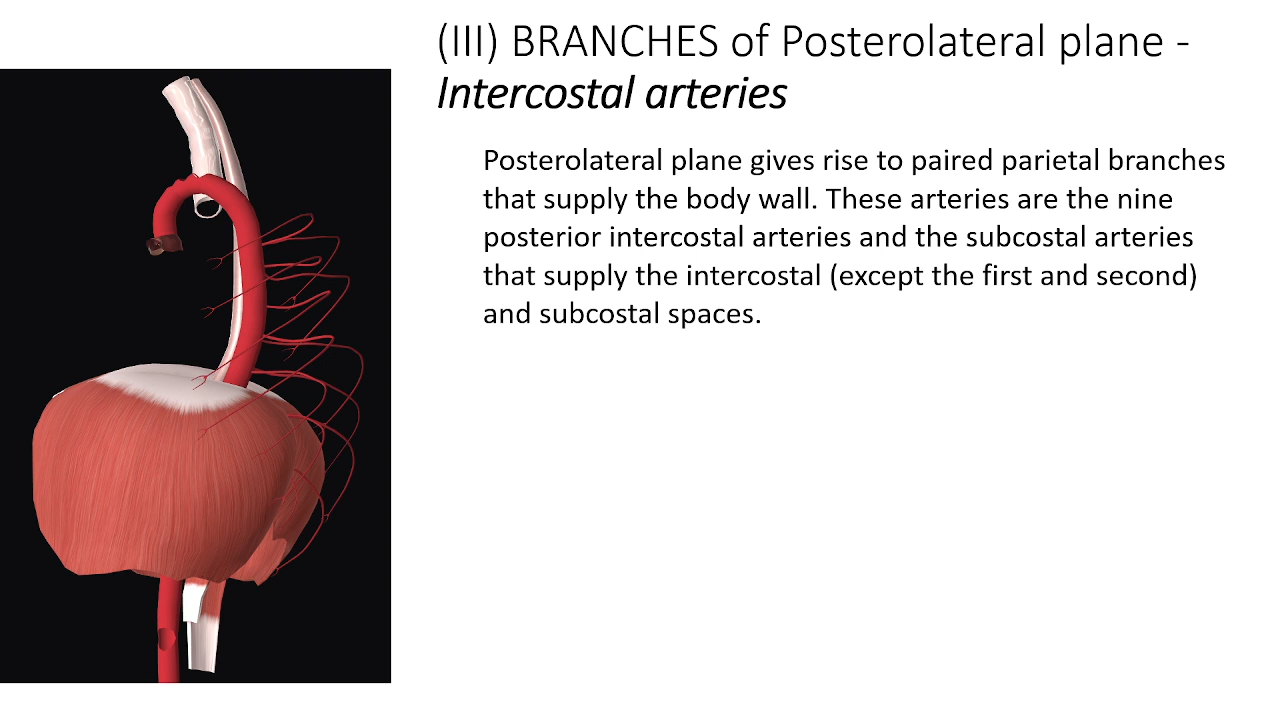 (III) BRANCHES of Posterolateral plane -
Intercostal arteries
Posterolateral plane gives rise to paired parietal branches
that supply the body wall. These arteries are the nine
posterior intercostal arteries and the subcostal arteries
that supply the intercostal (except the first and second)
and subcostal spaces.